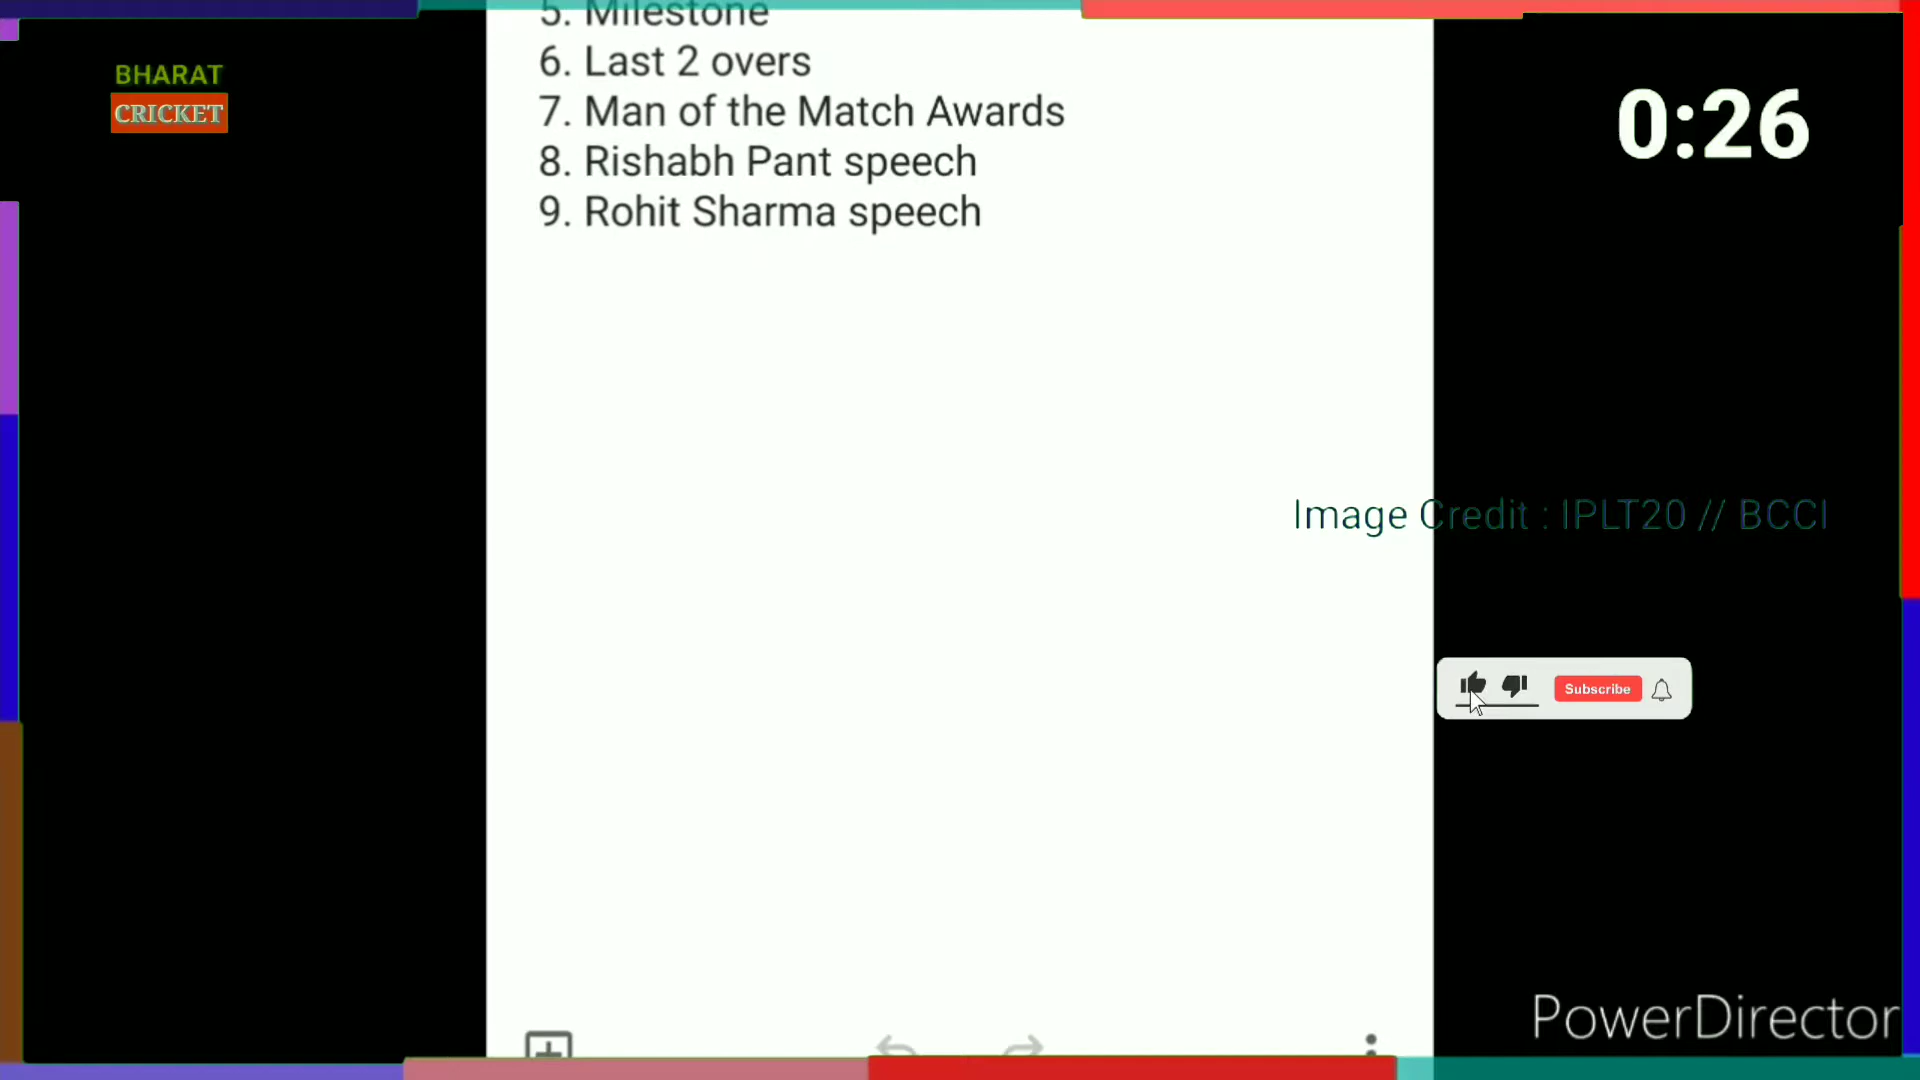 5. Milestone
6. Last 2 overs
7. Man of the Match Awards
8. Rishabh Pant speech
9. Rohit Sharma speech
BHARAT
CRICKET
0:26
Image Credit : IPLT20 // BCCI
Subscribe
PowerDirector